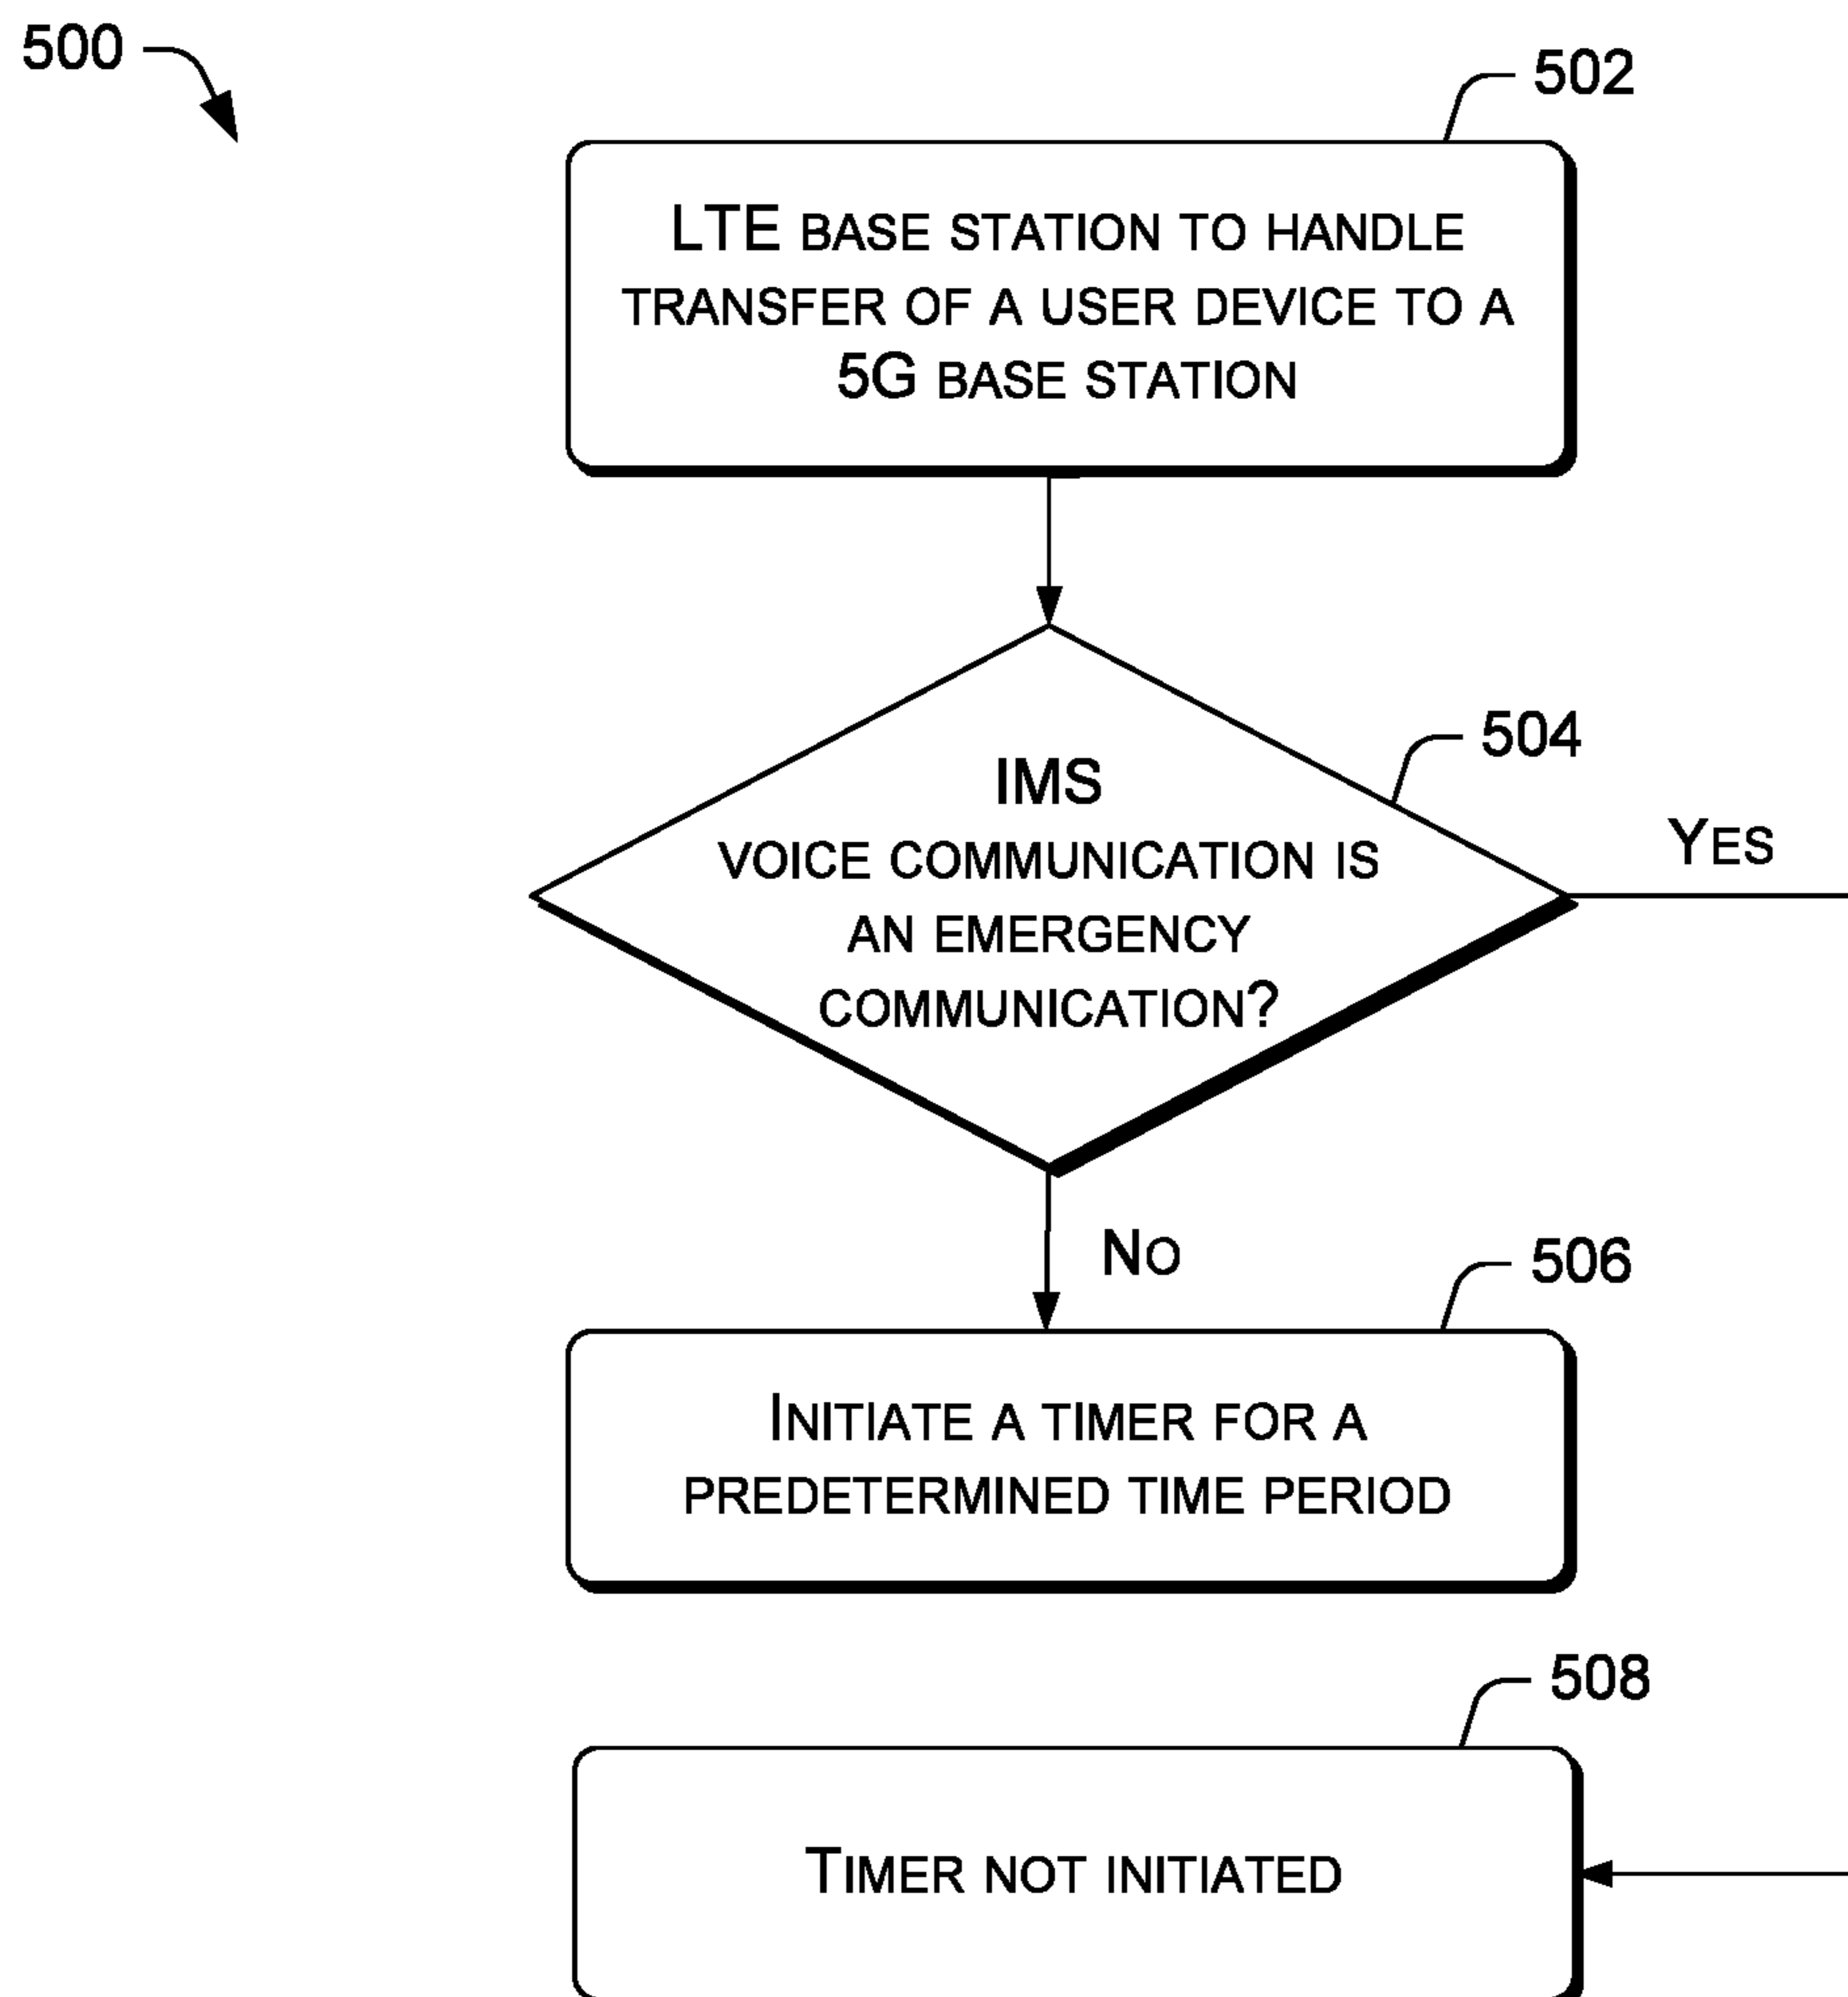 500
502
LTE BASE STATION TO HANDLE
TRANSFER OF A USER DEVICE TO A
5G BASE STATION
504
IMS
VOICE COMMUNICATION IS
AN EMERGENCY
COMMUNICATION?
YES
NO
506
INITIATE A TIMER FOR A
PREDETERMINED TIME PERIOD
508
TIMER NOT INITIATED